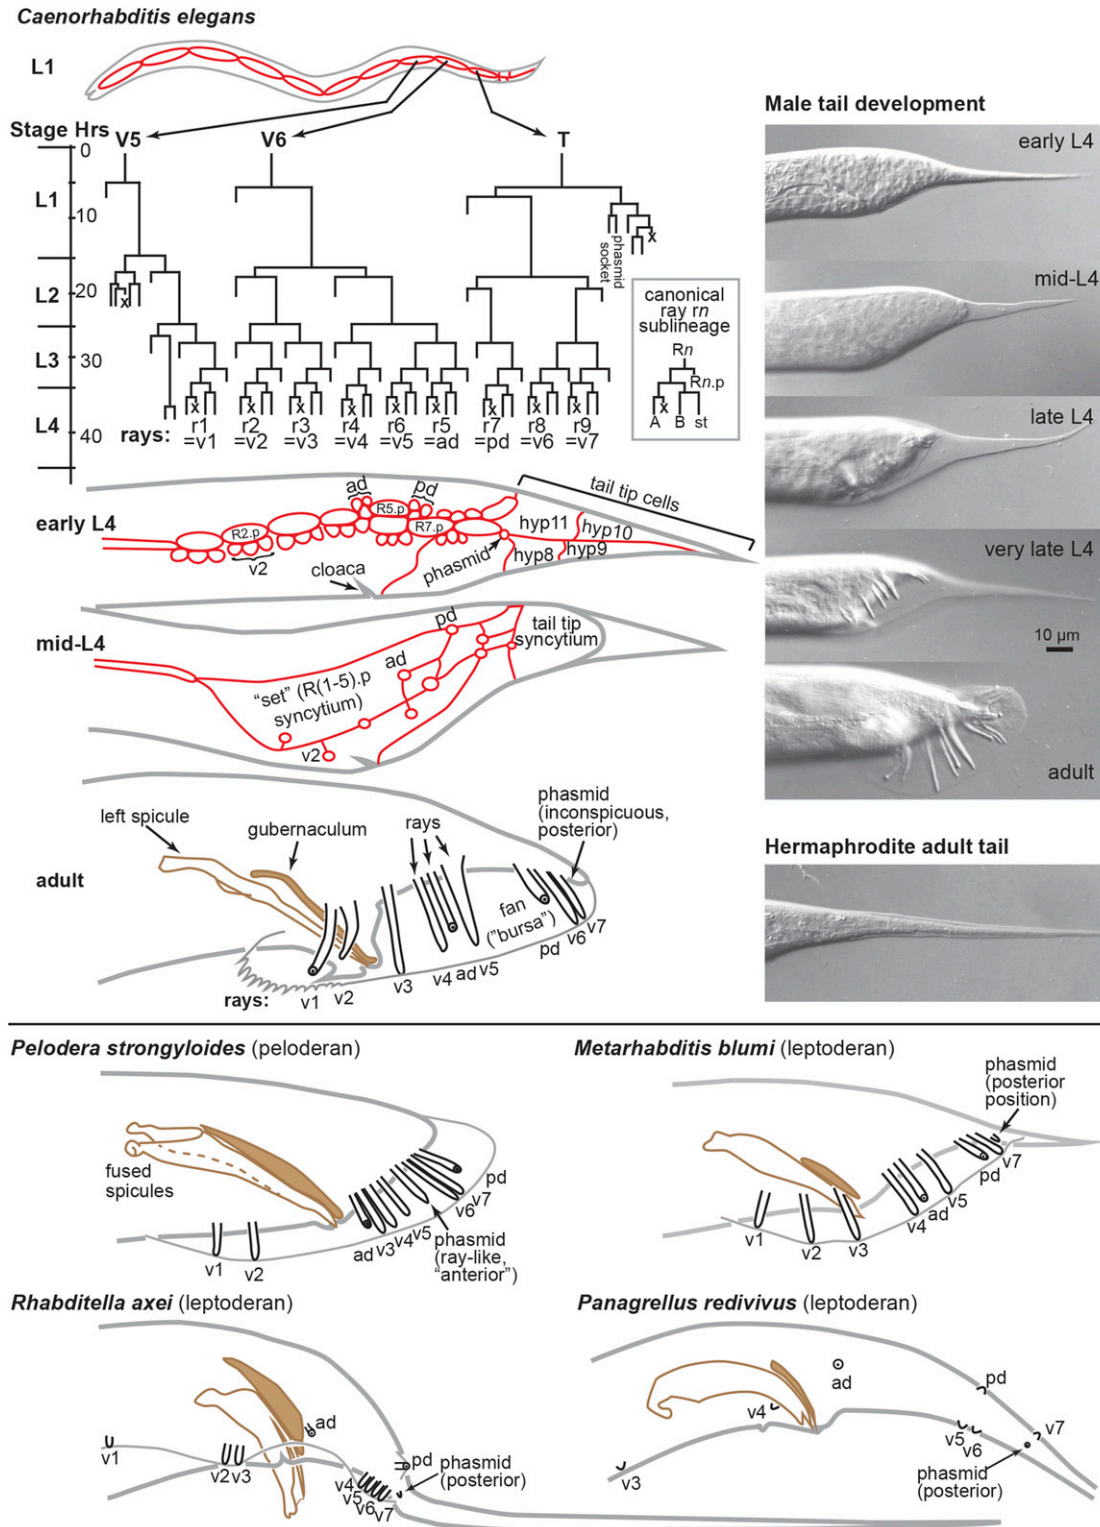 Caenorhabditis elegans
L1
Stage Hrs
V5
V6
T
0
L1
10
phasmid
socket
x
L2
20
x
canonical
ray rn
sublineage
Rn
Rn.p
x
A B st
L3
30
L4
40
x x x x x x x x x
rays:
r1 r2 r3 r4 r6 r5 r7 r8 r9
=v1 =v2 =v3 =v4 =v5 =ad =pd =v6 =v7
early L4
ad
pd
R5.p
R2.p
R7.p
v2
cloaca
phasmid
tail tip cells
hyp11
hyp10
hyp8
hyp9
mid-L4
pd
ad
tail tip
syncytium
"set" (R(1-5).p
syncytium)
v2
adult
left spicule
gubernaculum
rays
phasmid
(inconspicuous,
posterior)
fan
("bursa")
rays:
v1
v2
v3
v4
ad
v5
pd
v6
v7
Male tail development
early L4
mid-L4
late L4
very late L4
10 µm
adult
Hermaphrodite adult tail
Pelodera strongyloides (peloderan)
fused
spicules
v1
v2
ad
v3
v4
v5
v6
v7
pd
phasmid
(ray-like,
"anterior")
Metarhabditis blumi (leptoderan)
phasmid
(posterior
position)
v1
v2
v3
v4
ad
v5
pd
v7
Rhabditella axei (leptoderan)
v1
v2
v3
ad
v4
v5
v6
v7
pd
phasmid
(posterior)
Panagrellus redivivus (leptoderan)
ad
v4
v3
pd
v5
v6
v7
phasmid
(posterior)